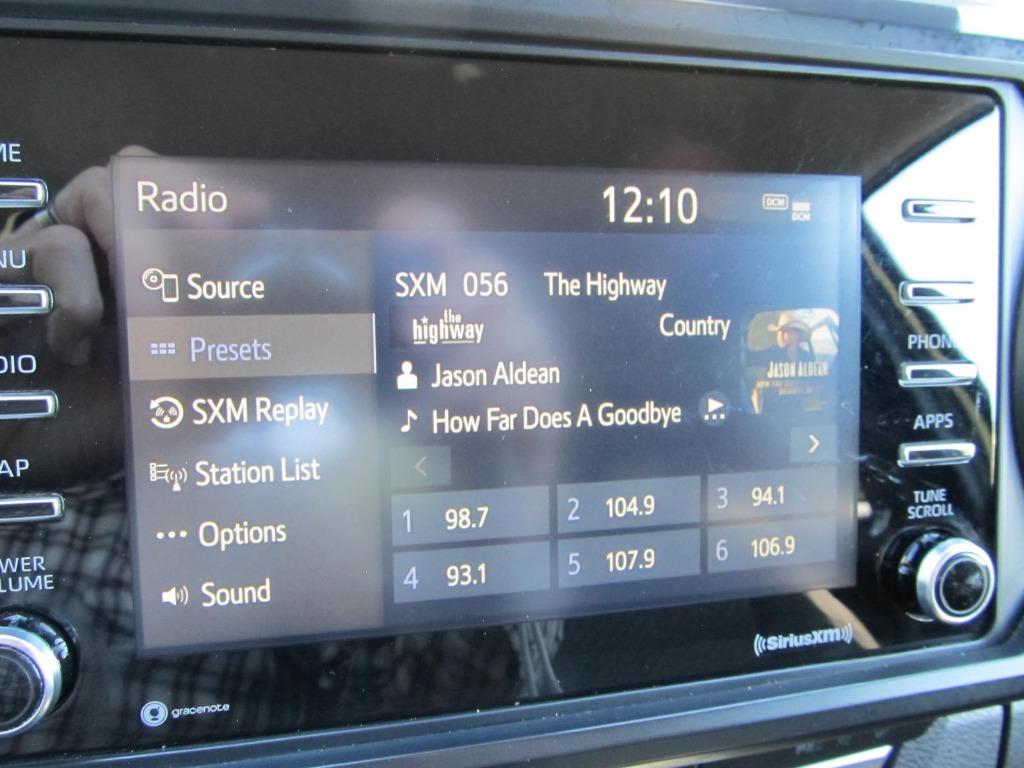 Radio
12:10
DCM
DCM
Source
Presets
SXM Replay
Station List
Options
Sound
SXM 056 The Highway
the
highway
Country
Jason Aldean
How Far Does A Goodbye
JASON ALDEAN
<
>
1 98.7
2 104.9
3 94.1
4 93.1
5 107.9
6 106.9
ME
NU
DIO
AP
WER
LUME
PHON
APPS
TUNE
SCROLL
gracenote
SiriusXM